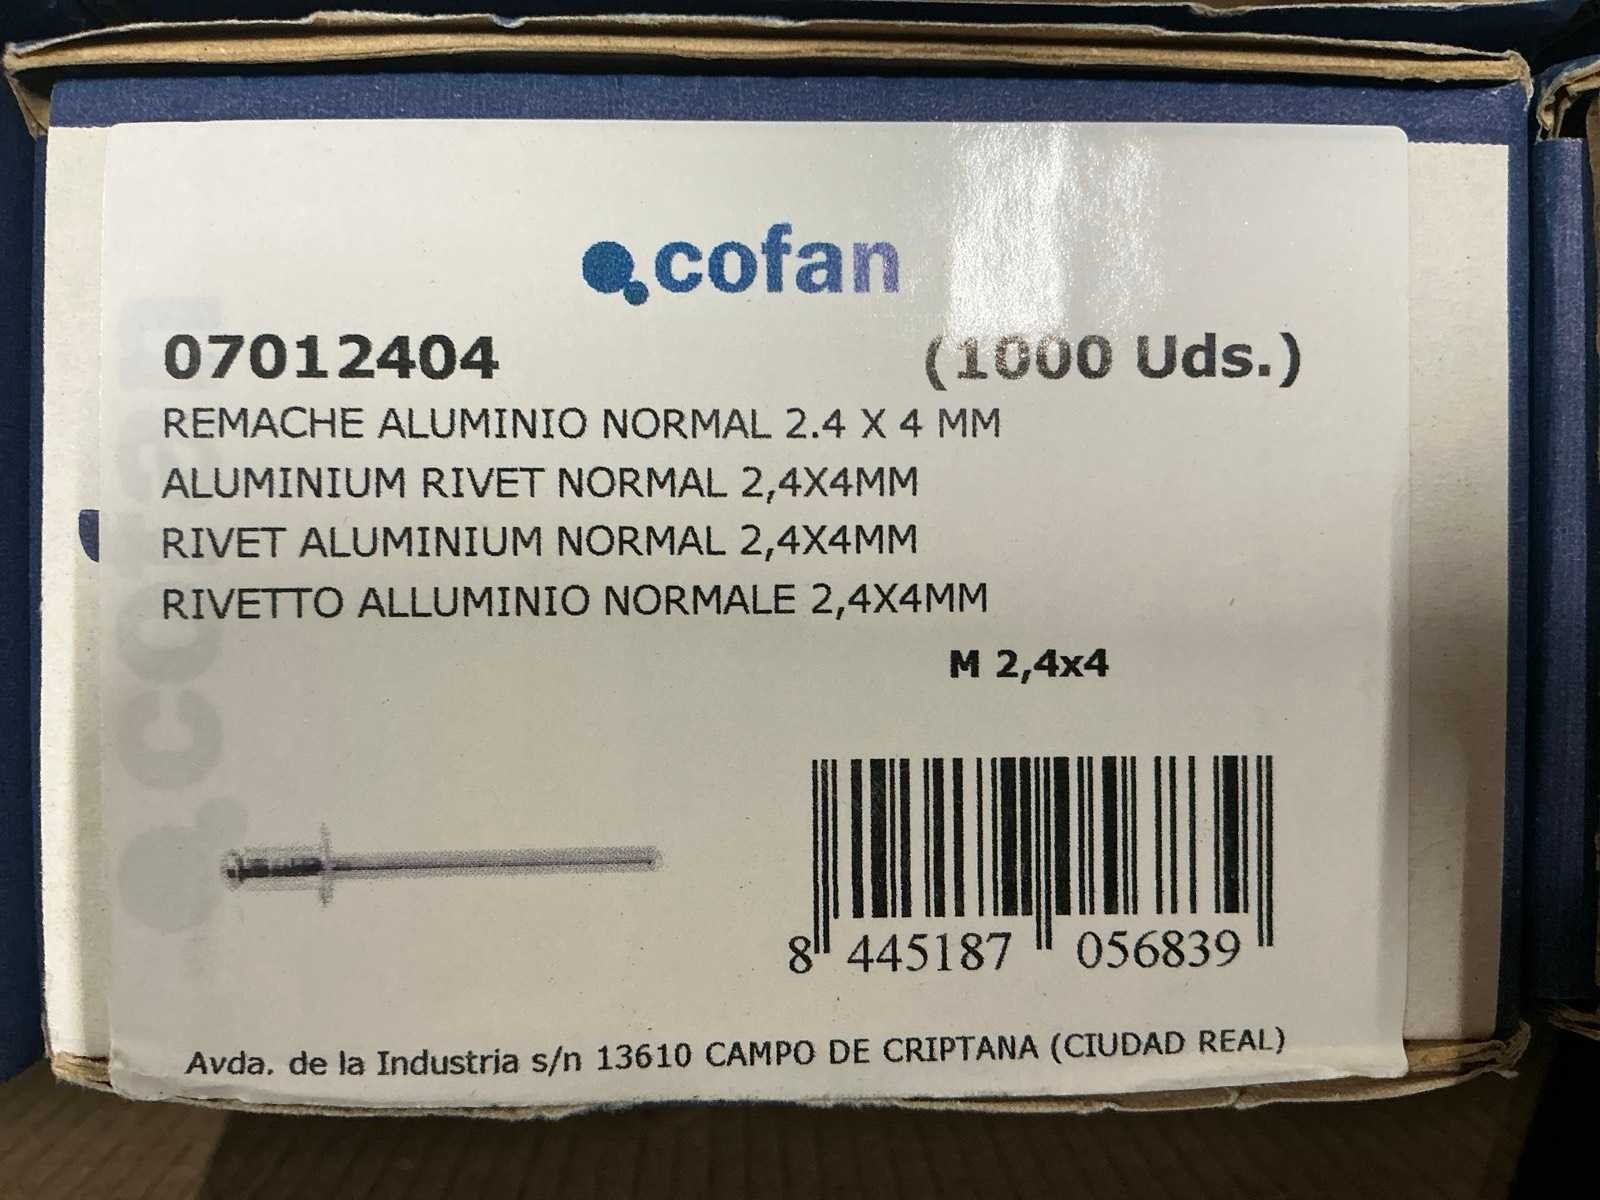 cofan
07012404 (1000 Uds.)
REMACHE ALUMINIO NORMAL 2.4 X 4 MM
ALUMINIUM RIVET NORMAL 2,4X4MM
RIVET ALUMINIUM NORMAL 2,4X4MM
RIVETTO ALLUMINIO NORMALE 2,4X4MM
M 2,4x4
8 445187 056839
Avda. de la Industria s/n 13610 CAMPO DE CRIPTANA (CIUDAD REAL)
cofan